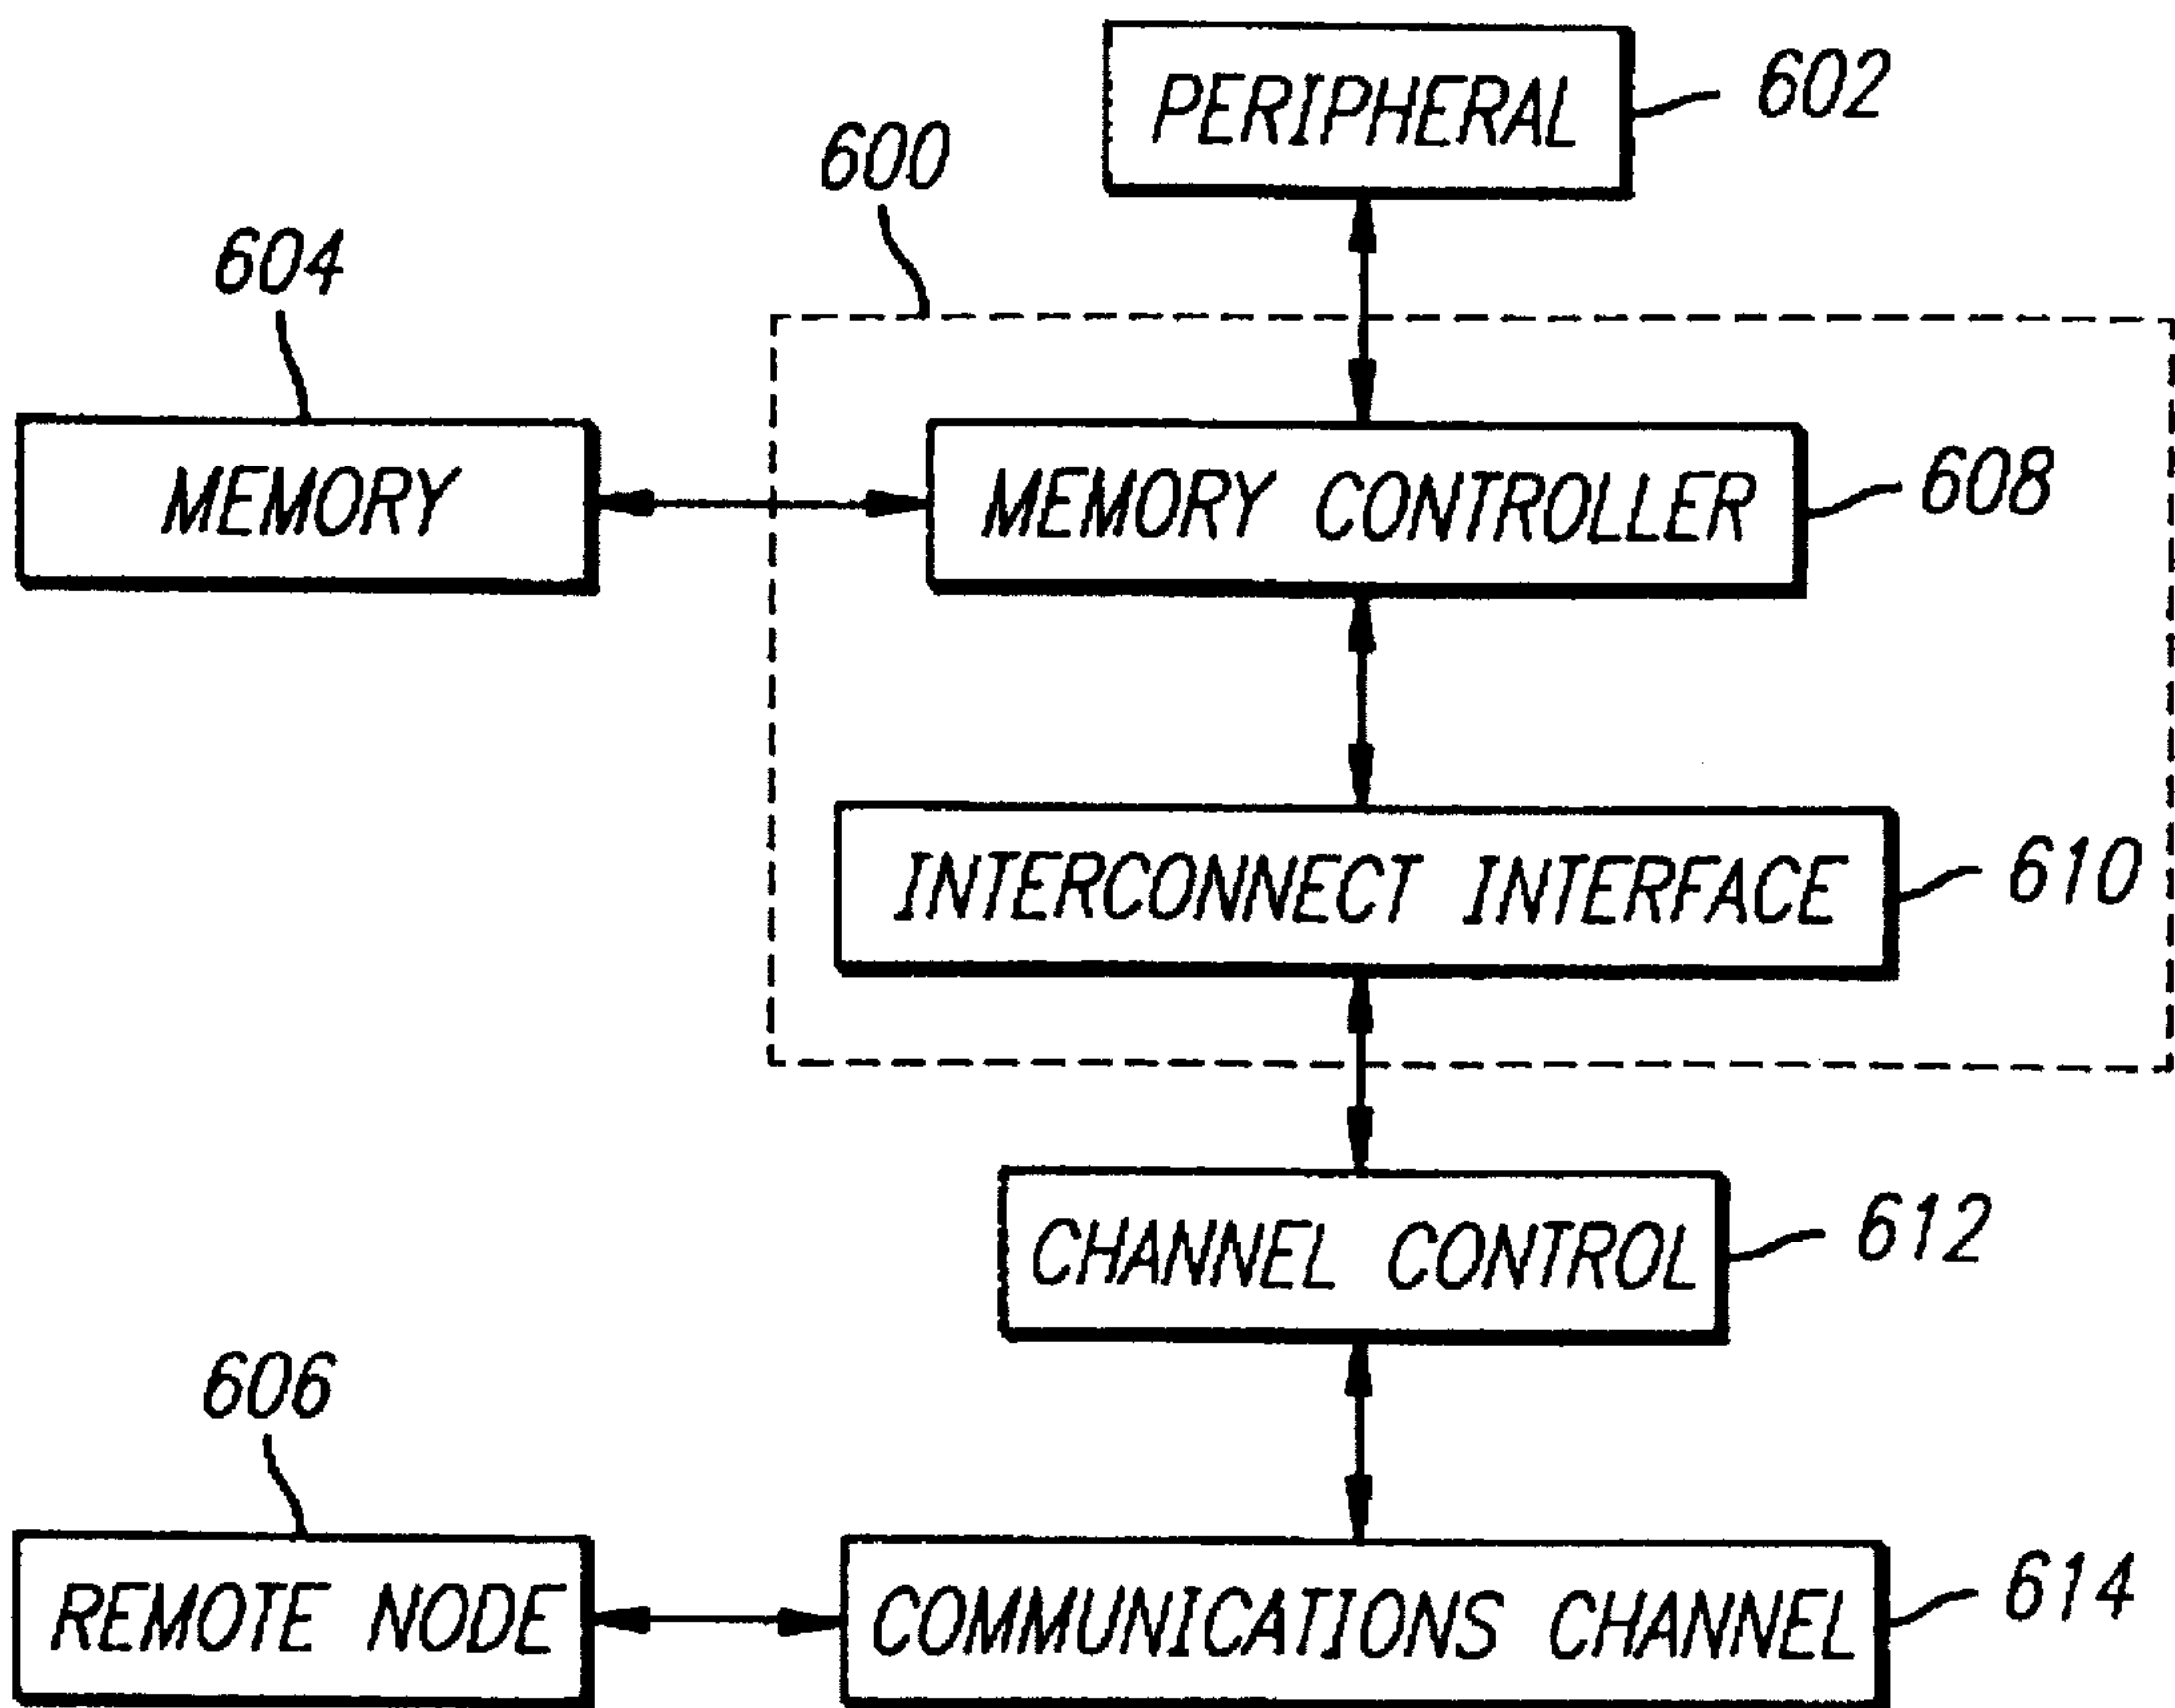 PERIPHERAL
602
600
604
MEMORY
MEMORY CONTROLLER
608
INTERCONNECT INTERFACE
610
CHANNEL CONTROL
612
606
REMOTE NODE
COMMUNICATIONS CHANNEL
614